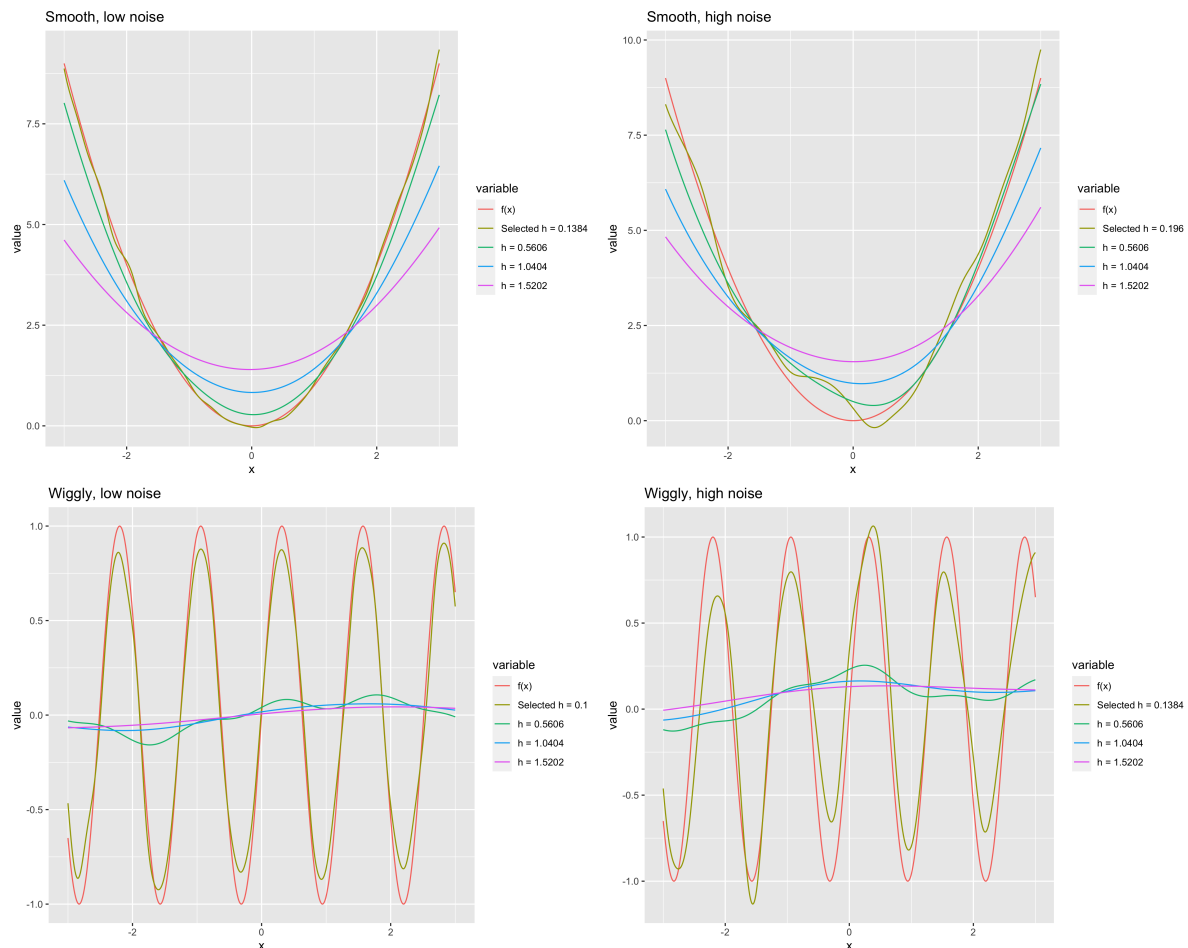 Smooth, low noise
10.0
7.5
5.0
2.5
0.0
-2
0
2
x
value
variable
f(x)
Selected h = 0.1384
h = 0.5606
h = 1.0404
h = 1.5202
Smooth, high noise
10.0
7.5
5.0
2.5
0.0
-2
0
2
x
value
variable
f(x)
Selected h = 0.196
h = 0.5606
h = 1.0404
h = 1.5202
Wiggly, low noise
1.0
0.5
0.0
-0.5
-1.0
-2
0
2
x
value
variable
f(x)
Selected h = 0.1
h = 0.5606
h = 1.0404
h = 1.5202
Wiggly, high noise
1.0
0.5
0.0
-0.5
-1.0
-2
0
2
x
value
variable
f(x)
Selected h = 0.1384
h = 0.5606
h = 1.0404
h = 1.5202